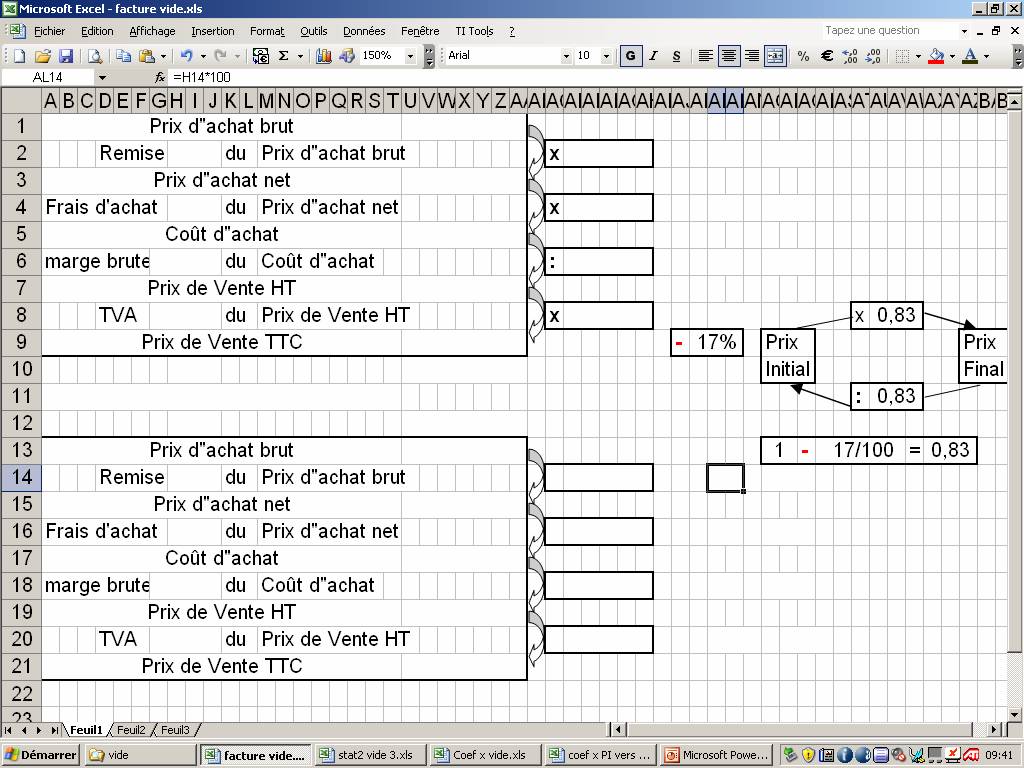 Microsoft Excel - facture vide.xls
Fichier Edition Affichage Insertion Format Outils Données Fenêtre TI Tools ? Tapez une question
150% Arial 10 G I S % €
AL14 fx =H14*100
A B C D E F G H I J K L M N O P Q R S T U V W X Y Z
1 Prix d"achat brut
2 Remise du Prix d"achat brut x
3 Prix d"achat net
4 Frais d'achat du Prix d"achat net x
5 Coût d"achat
6 marge brute du Coût d"achat :
7 Prix de Vente HT
8 TVA du Prix de Vente HT x x 0,83
9 Prix de Vente TTC - 17% Prix Prix
10 Initial Final
11 : 0,83
12
13 Prix d"achat brut 1 - 17/100 = 0,83
14 Remise du Prix d"achat brut
15 Prix d"achat net
16 Frais d'achat du Prix d"achat net
17 Coût d"achat
18 marge brute du Coût d"achat
19 Prix de Vente HT
20 TVA du Prix de Vente HT
21 Prix de Vente TTC
22
23
Feuil1 Feuil2 Feuil3
Démarrer vide facture vide.... stat2 vide 3.xls Coef x vide.xls coef x PI vers ... Microsoft Powe... 09:41